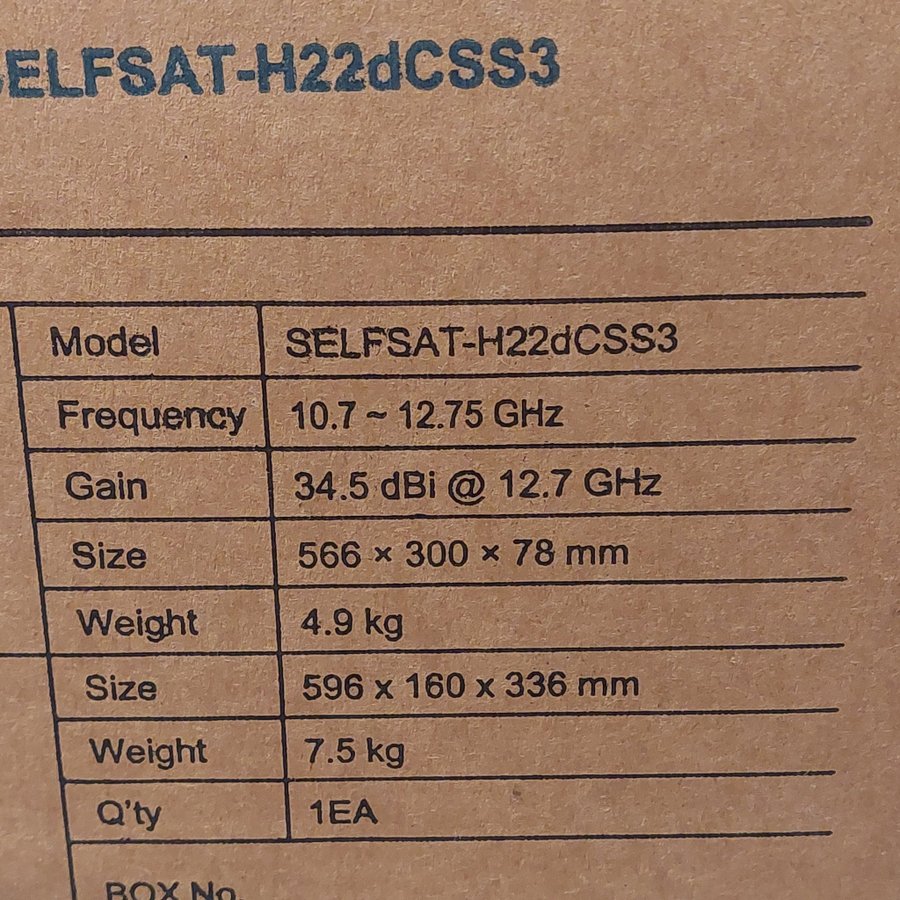 SELFSAT-H22dCSS3
Model SELFSAT-H22dCSS3
Frequency 10.7 ~ 12.75 GHz
Gain 34.5 dBi @ 12.7 GHz
Size 566 × 300 × 78 mm
Weight 4.9 kg
Size 596 x 160 x 336 mm
Weight 7.5 kg
Q'ty 1EA
BOX No.